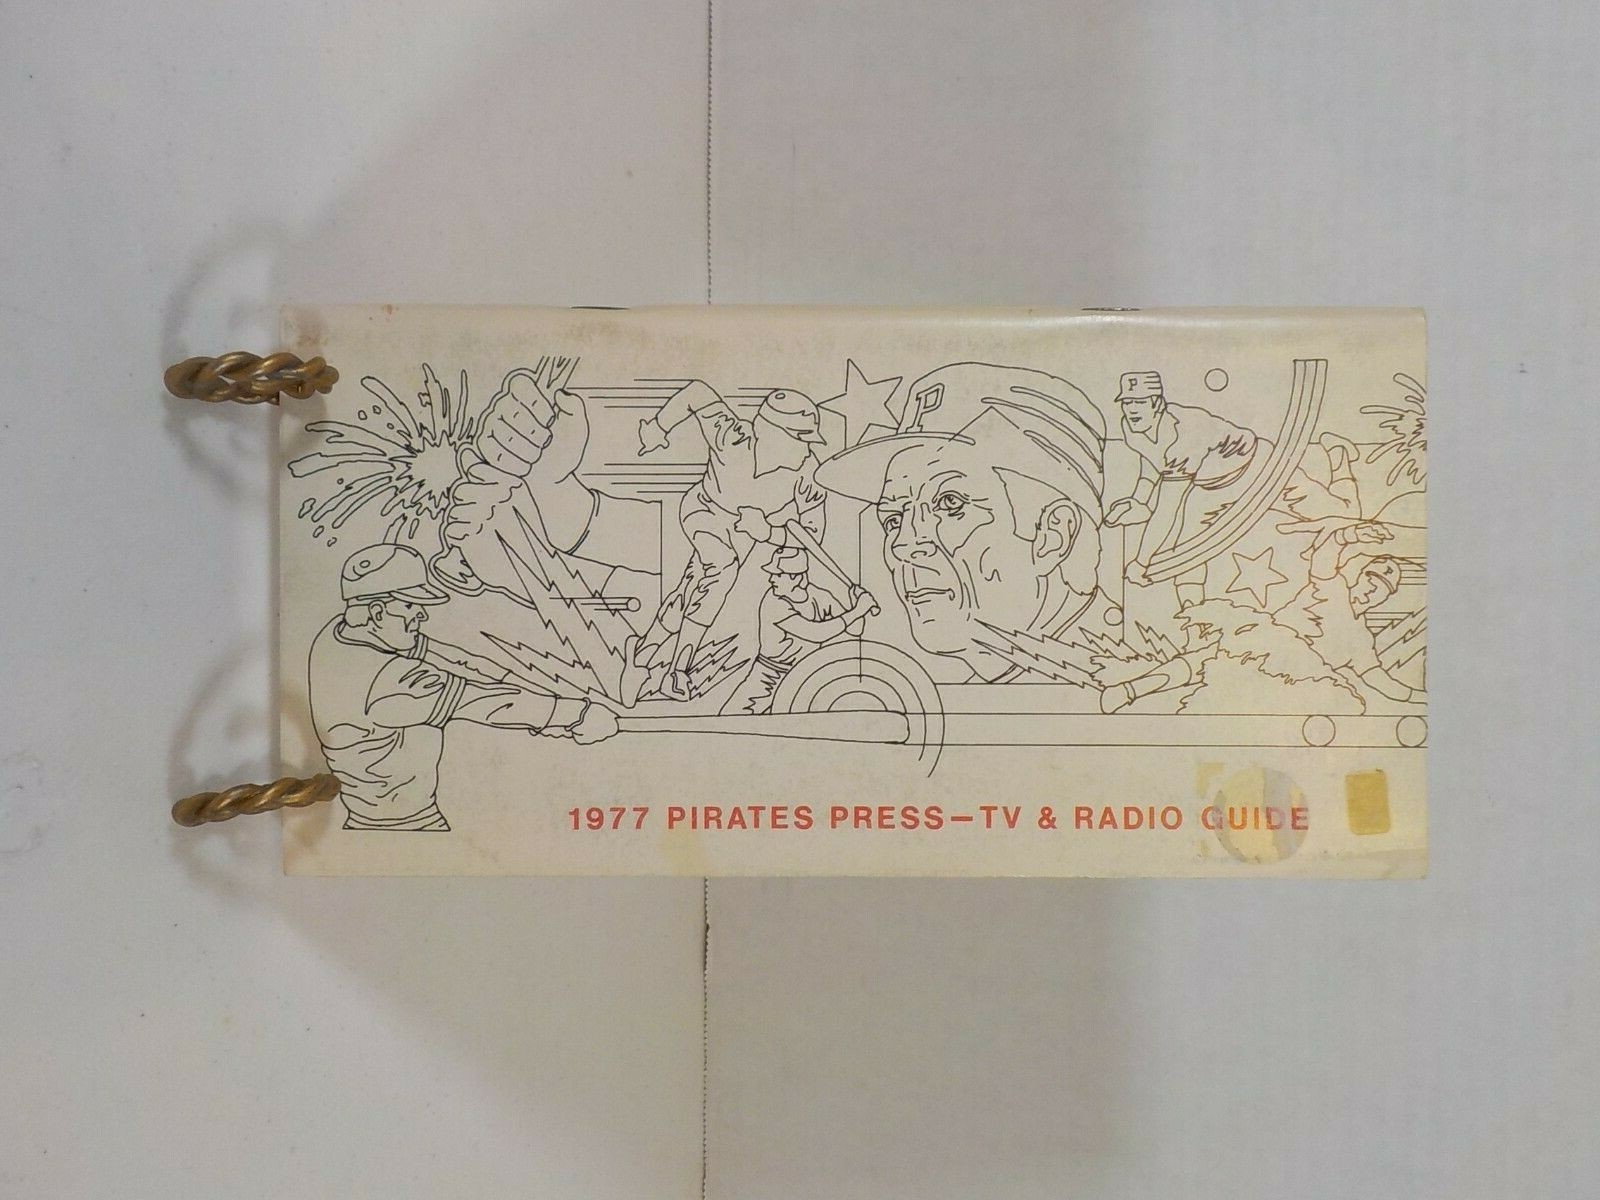 P
P
1977 PIRATES PRESS—TV & RADIO GUIDE